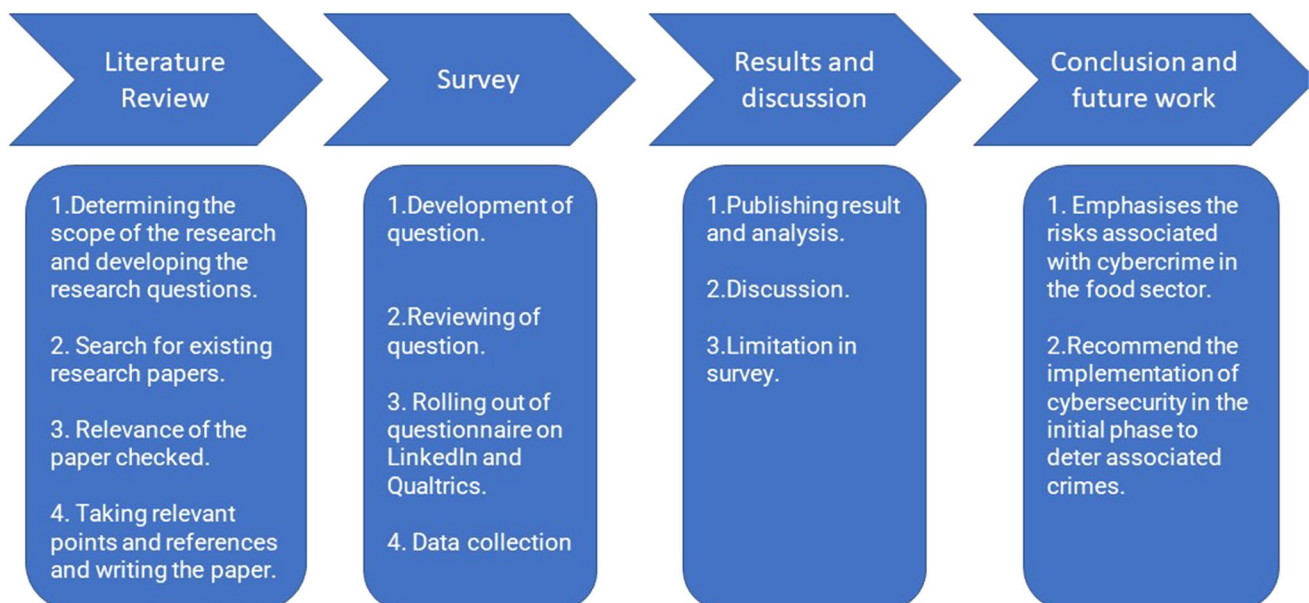 Literature
Review
1.Determining the
scope of the research
and developing the
research questions.
2. Search for existing
research papers.
3. Relevance of the
paper checked.
4. Taking relevant
points and references
and writing the paper.
Survey
1.Development of
question.
2.Reviewing of
question.
3. Rolling out of
questionnaire on
LinkedIn and
Qualtrics.
4. Data collection
Results and
discussion
1.Publishing result
and analysis.
2.Discussion.
3.Limitation in
survey.
Conclusion and
future work
1. Emphasises the
risks associated
with cybercrime in
the food sector.
2.Recommend the
implementation of
cybersecurity in the
initial phase to
deter associated
crimes.